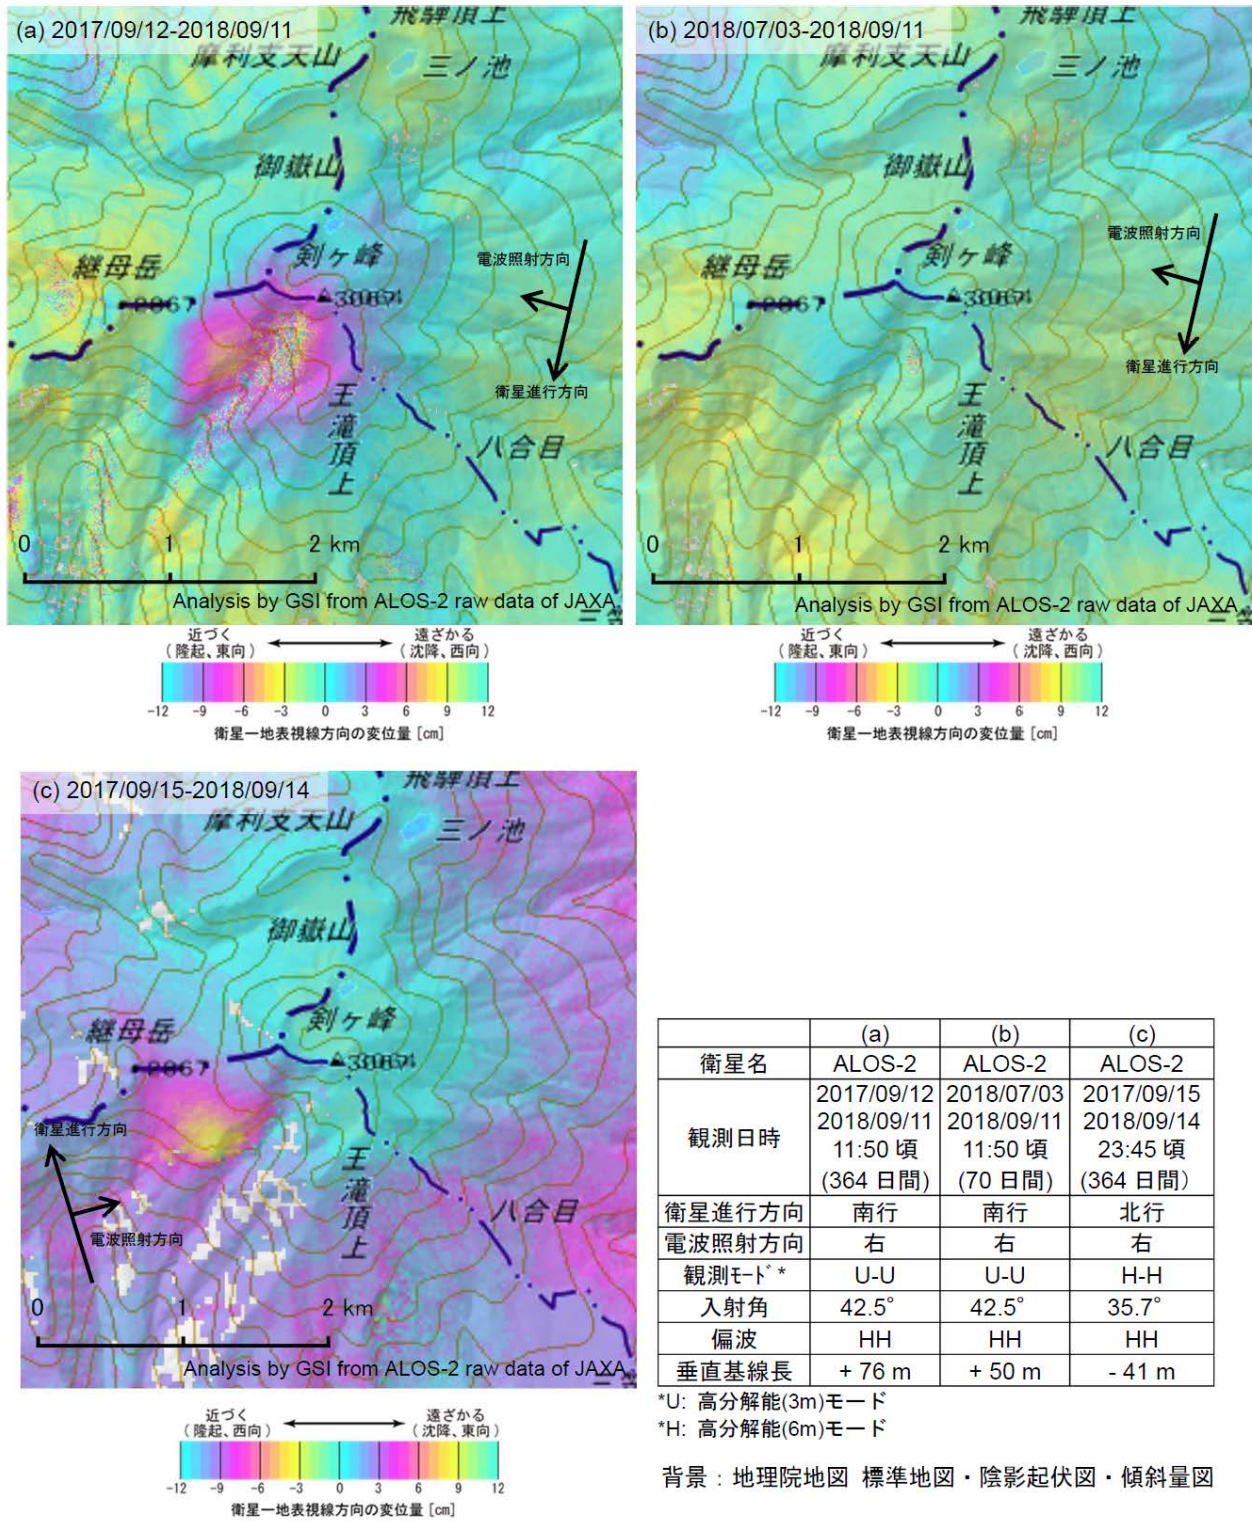 (a) 2017/09/12-2018/09/11
飛騨頂上
摩利支天山
三ノ池
御嶽山
電波照射方向
継母岳
剣ヶ峰
2867
衛星進行方向
王滝頂上
八合目
0 1 2 km
Analysis by GSI from ALOS-2 raw data of JAXA
近づく
(隆起、東向)
遠ざかる
(沈降、西向)
-12 -9 -6 -3 0 3 6 9 12
衛星―地表視線方向の変位量 [cm]
(b) 2018/07/03-2018/09/11
飛騨頂上
摩利支天山
三ノ池
御嶽山
電波照射方向
継母岳
剣ヶ峰
2867
衛星進行方向
王滝頂上
八合目
0 1 2 km
Analysis by GSI from ALOS-2 raw data of JAXA
近づく
(隆起、東向)
遠ざかる
(沈降、西向)
-12 -9 -6 -3 0 3 6 9 12
衛星―地表視線方向の変位量 [cm]
(c) 2017/09/15-2018/09/14
飛騨頂上
摩利支天山
三ノ池
御嶽山
継母岳
剣ヶ峰
2867
衛星進行方向
王滝頂上
八合目
電波照射方向
0 1 2 km
Analysis by GSI from ALOS-2 raw data of JAXA
近づく
(隆起、西向)
遠ざかる
(沈降、東向)
-12 -9 -6 -3 0 3 6 9 12
衛星―地表視線方向の変位量 [cm]
(a) (b) (c)
衛星名 ALOS-2 ALOS-2 ALOS-2
観測日時
2017/09/12 2018/07/03 2017/09/15
2018/09/11 2018/09/11 2018/09/14
11:50 頃 11:50 頃 23:45 頃
(364 日間) (70 日間) (364 日間)
衛星進行方向 南行 南行 北行
電波照射方向 右 右 右
観測モード* U-U U-U H-H
入射角 42.5° 42.5° 35.7°
偏波 HH HH HH
垂直基線長 + 76 m + 50 m - 41 m
*U: 高分解能(3m)モード
*H: 高分解能(6m)モード
背景：地理院地図 標準地図・陰影起伏図・傾斜量図